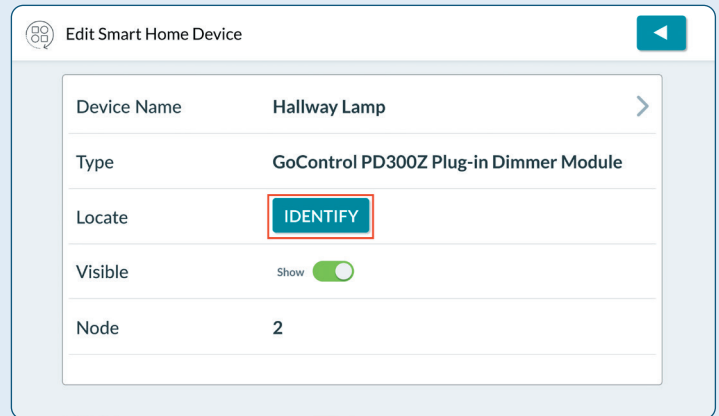 Edit Smart Home Device
Device Name Hallway Lamp
Type GoControl PD300Z Plug-in Dimmer Module
Locate IDENTIFY
Visible Show
Node 2